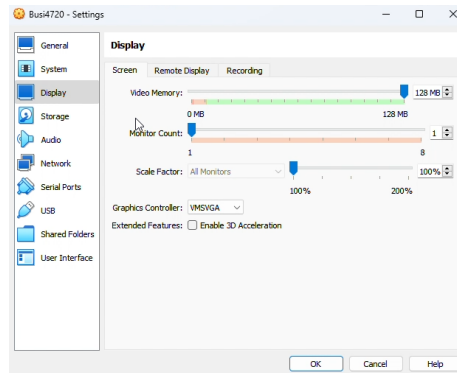 Busi4720 - Settings
General
System
Display
Storage
Audio
Network
Serial Ports
USB
Shared Folders
User Interface
Display
Screen Remote Display Recording
Video Memory: 128 MB
0 MB 128 MB
Monitor Count: 1
1 8
Scale Factor: All Monitors 100%
100% 200%
Graphics Controller: VMSVGA
Extended Features: Enable 3D Acceleration
OK Cancel Help